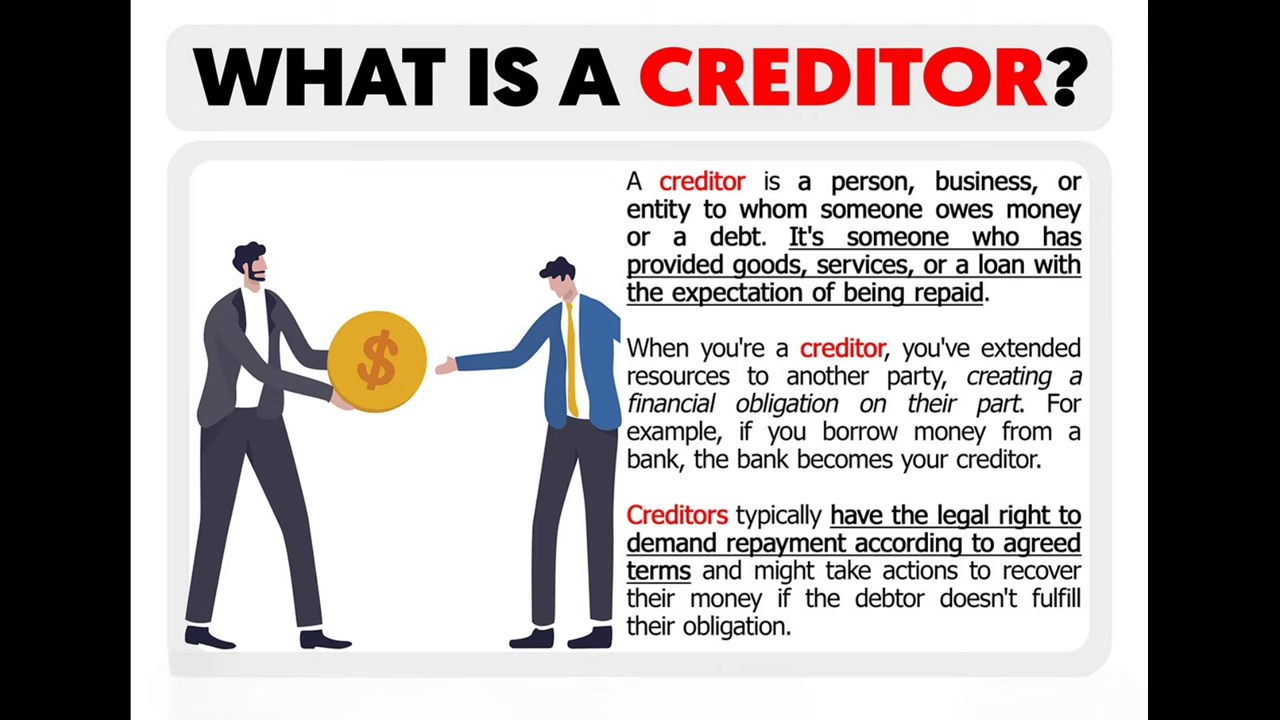 WHAT IS A CREDITOR?
$
A creditor is a person, business, or
entity to whom someone owes money
or a debt. It's someone who has
provided goods, services, or a loan with
the expectation of being repaid.
When you're a creditor, you've extended
resources to another party, creating a
financial obligation on their part. For
example, if you borrow money from a
bank, the bank becomes your creditor.
Creditors typically have the legal right to
demand repayment according to agreed
terms and might take actions to recover
their money if the debtor doesn't fulfill
their obligation.